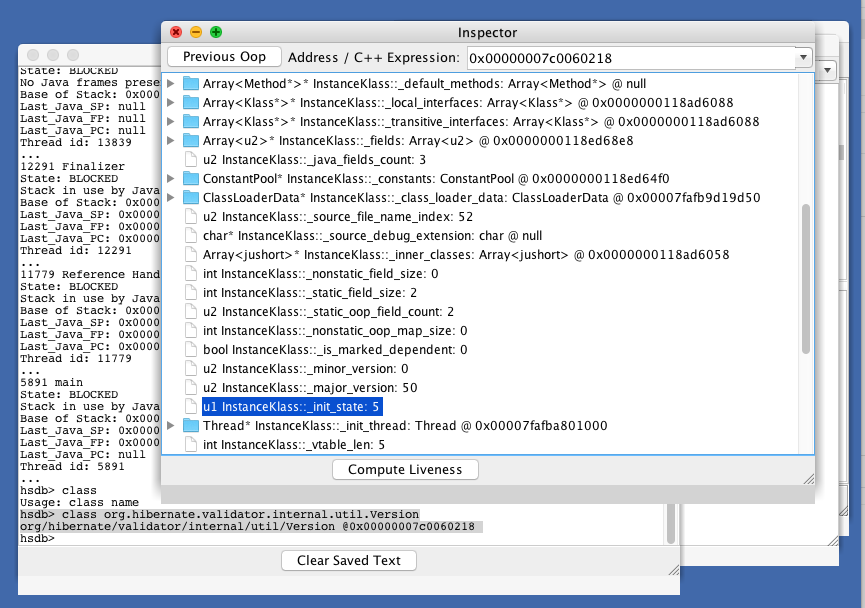 Inspector
Previous Oop Address / C++ Expression: 0x00000007c0060218
Array<Method*>* InstanceKlass::_default_methods: Array<Method*> @ null
Array<Klass*>* InstanceKlass::_local_interfaces: Array<Klass*> @ 0x0000000118ad6088
Array<Klass*>* InstanceKlass::_transitive_interfaces: Array<Klass*> @ 0x0000000118ad6088
Array<u2>* InstanceKlass::_fields: Array<u2> @ 0x0000000118ed68e8
u2 InstanceKlass::_java_fields_count: 3
ConstantPool* InstanceKlass::_constants: ConstantPool @ 0x0000000118ed64f0
ClassLoaderData* InstanceKlass::_class_loader_data: ClassLoaderData @ 0x00007fafb9d19d50
u2 InstanceKlass::_source_file_name_index: 52
char* InstanceKlass::_source_debug_extension: char @ null
Array<jushort>* InstanceKlass::_inner_classes: Array<jushort> @ 0x0000000118ad6058
int InstanceKlass::_nonstatic_field_size: 0
int InstanceKlass::_static_field_size: 2
u2 InstanceKlass::_static_oop_field_count: 2
int InstanceKlass::_nonstatic_oop_map_size: 0
bool InstanceKlass::_is_marked_dependent: 0
u2 InstanceKlass::_minor_version: 0
u2 InstanceKlass::_major_version: 50
u1 InstanceKlass::_init_state: 5
Thread* InstanceKlass::_init_thread: Thread @ 0x00007fafba801000
int InstanceKlass::_vtable_len: 5
Compute Liveness
State: BLOCKED
No Java frames prese
Base of Stack: 0x000
Last_Java_SP: null
Last_Java_FP: null
Last_Java_PC: null
Thread id: 13839
...
12291 Finalizer
State: BLOCKED
Stack in use by Java
Base of Stack: 0x000
Last_Java_SP: 0x0000
Last_Java_FP: 0x0000
Last_Java_PC: 0x0000
Thread id: 12291
...
11779 Reference Hand
State: BLOCKED
Stack in use by Java
Base of Stack: 0x000
Last_Java_SP: 0x0000
Last_Java_FP: 0x0000
Last_Java_PC: 0x0000
Thread id: 11779
...
5891 main
State: BLOCKED
Stack in use by Java
Base of Stack: 0x000
Last_Java_SP: 0x0000
Last_Java_FP: 0x0000
Last_Java_PC: null
Thread id: 5891
...
hsdb> class
Usage: class name
hsdb> class org.hibernate.validator.internal.util.Version
org/hibernate/validator/internal/util/Version @0x00000007c0060218
hsdb>
Clear Saved Text